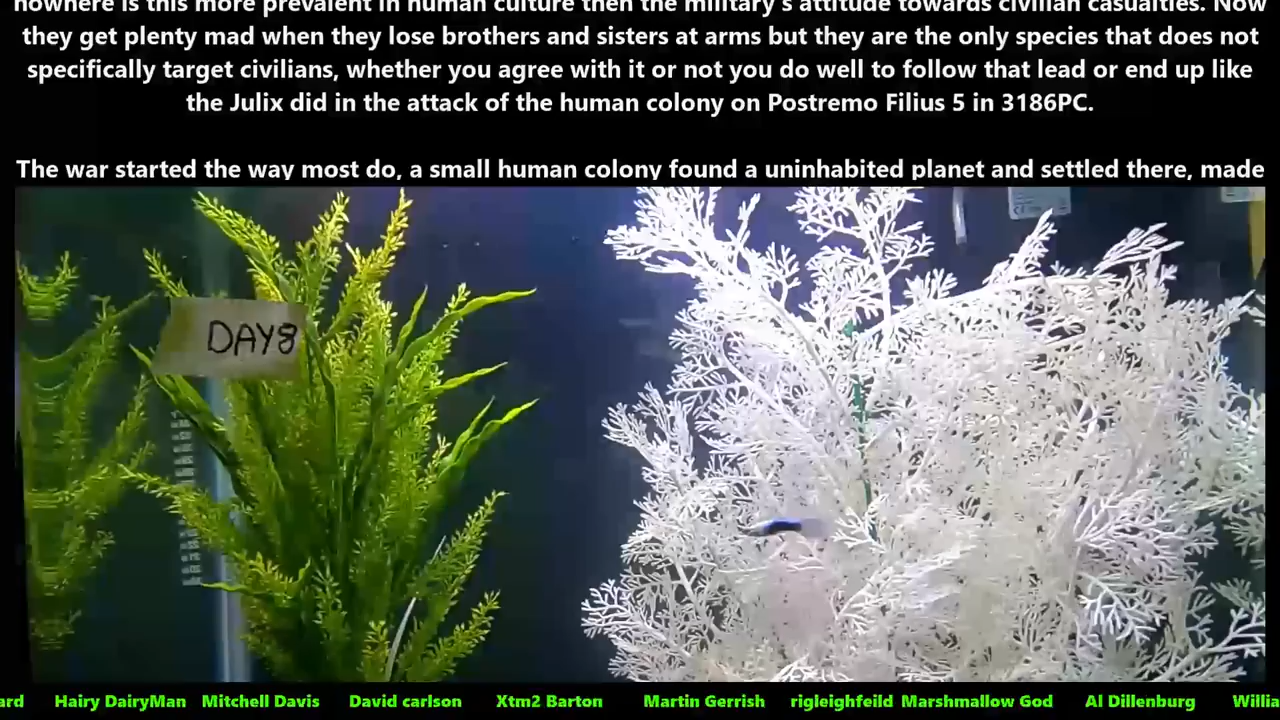 nowhere is this more prevalent in human culture then the military's attitude towards civilian casualties. Now
they get plenty mad when they lose brothers and sisters at arms but they are the only species that does not
specifically target civilians, whether you agree with it or not you do well to follow that lead or end up like
the Julix did in the attack of the human colony on Postremo Filius 5 in 3186PC.
The war started the way most do, a small human colony found a uninhabited planet and settled there, made
DAY8
ard Hairy DairyMan Mitchell Davis David carlson Xtm2 Barton Martin Gerrish rigleighfeild Marshmallow God Al Dillenburg Willia